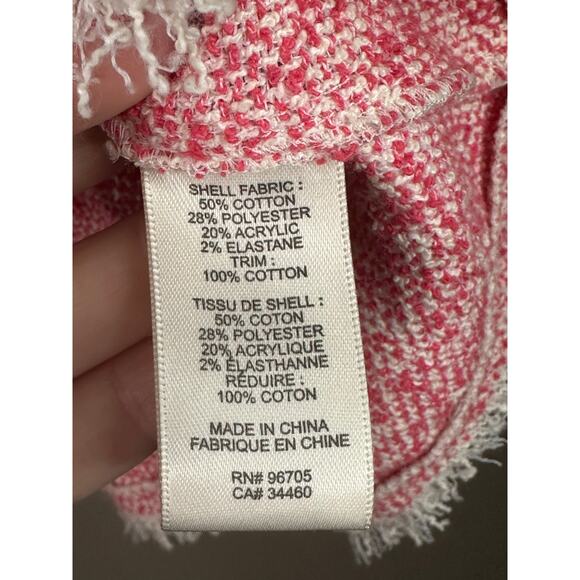 SHELL FABRIC :
50% COTTON
28% POLYESTER
20% ACRYLIC
2% ELASTANE
TRIM :
100% COTTON
TISSU DE SHELL :
50% COTON
28% POLYESTER
20% ACRYLIQUE
2% ÉLASTHANNE
RÉDUIRE :
100% COTON
MADE IN CHINA
FABRIQUE EN CHINE
RN# 96705
CA# 34460